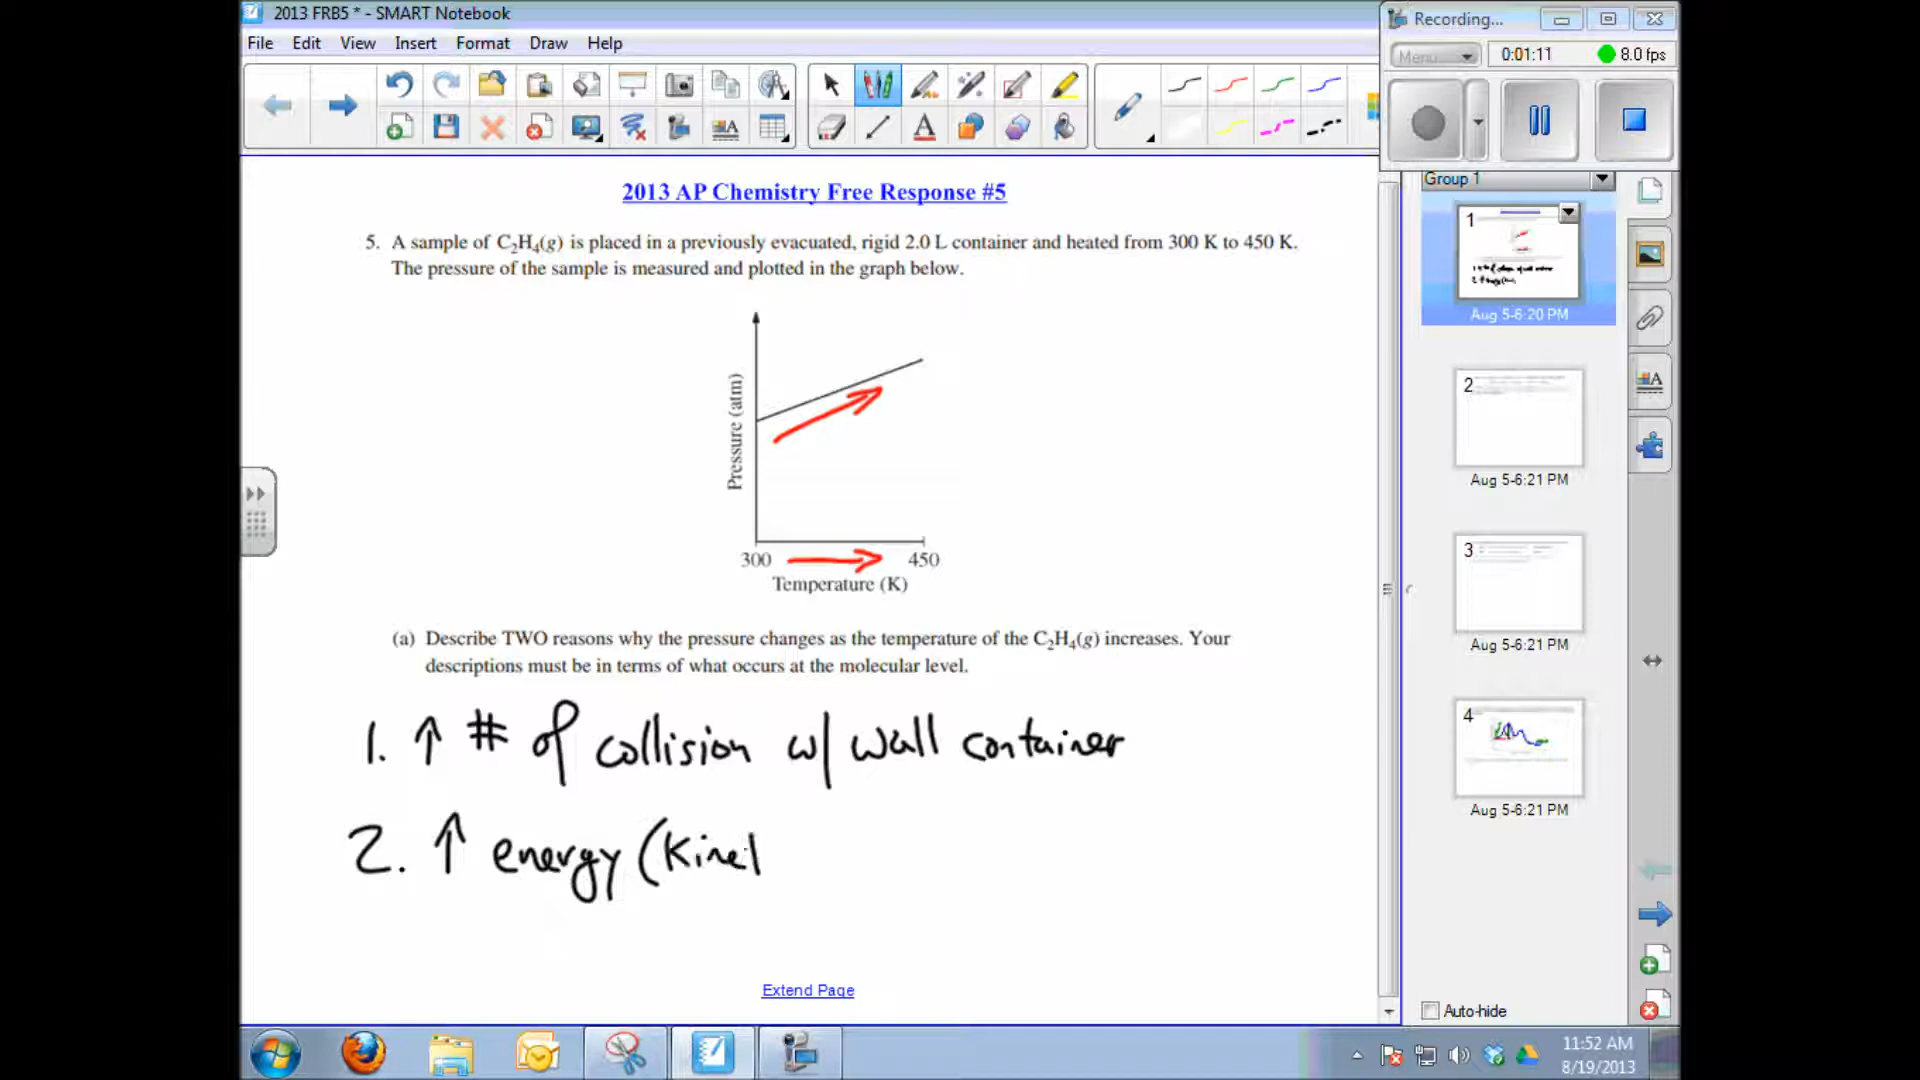 2013 FRB5 * - SMART Notebook
File Edit View Insert Format Draw Help
Recording...
Menu 0:01:11 8.0 fps
Group 1
2013 AP Chemistry Free Response #5
5. A sample of C₂H₄(g) is placed in a previously evacuated, rigid 2.0 L container and heated from 300 K to 450 K.
The pressure of the sample is measured and plotted in the graph below.
Pressure (atm)
300 450
Temperature (K)
(a) Describe TWO reasons why the pressure changes as the temperature of the C₂H₄(g) increases. Your
descriptions must be in terms of what occurs at the molecular level.
1. ↑ # of collision w/ wall container
2. ↑ energy (Kinet
Extend Page
1
Aug 5-6:20 PM
2
Aug 5-6:21 PM
3
Aug 5-6:21 PM
4
Aug 5-6:21 PM
Auto-hide
11:52 AM
8/19/2013